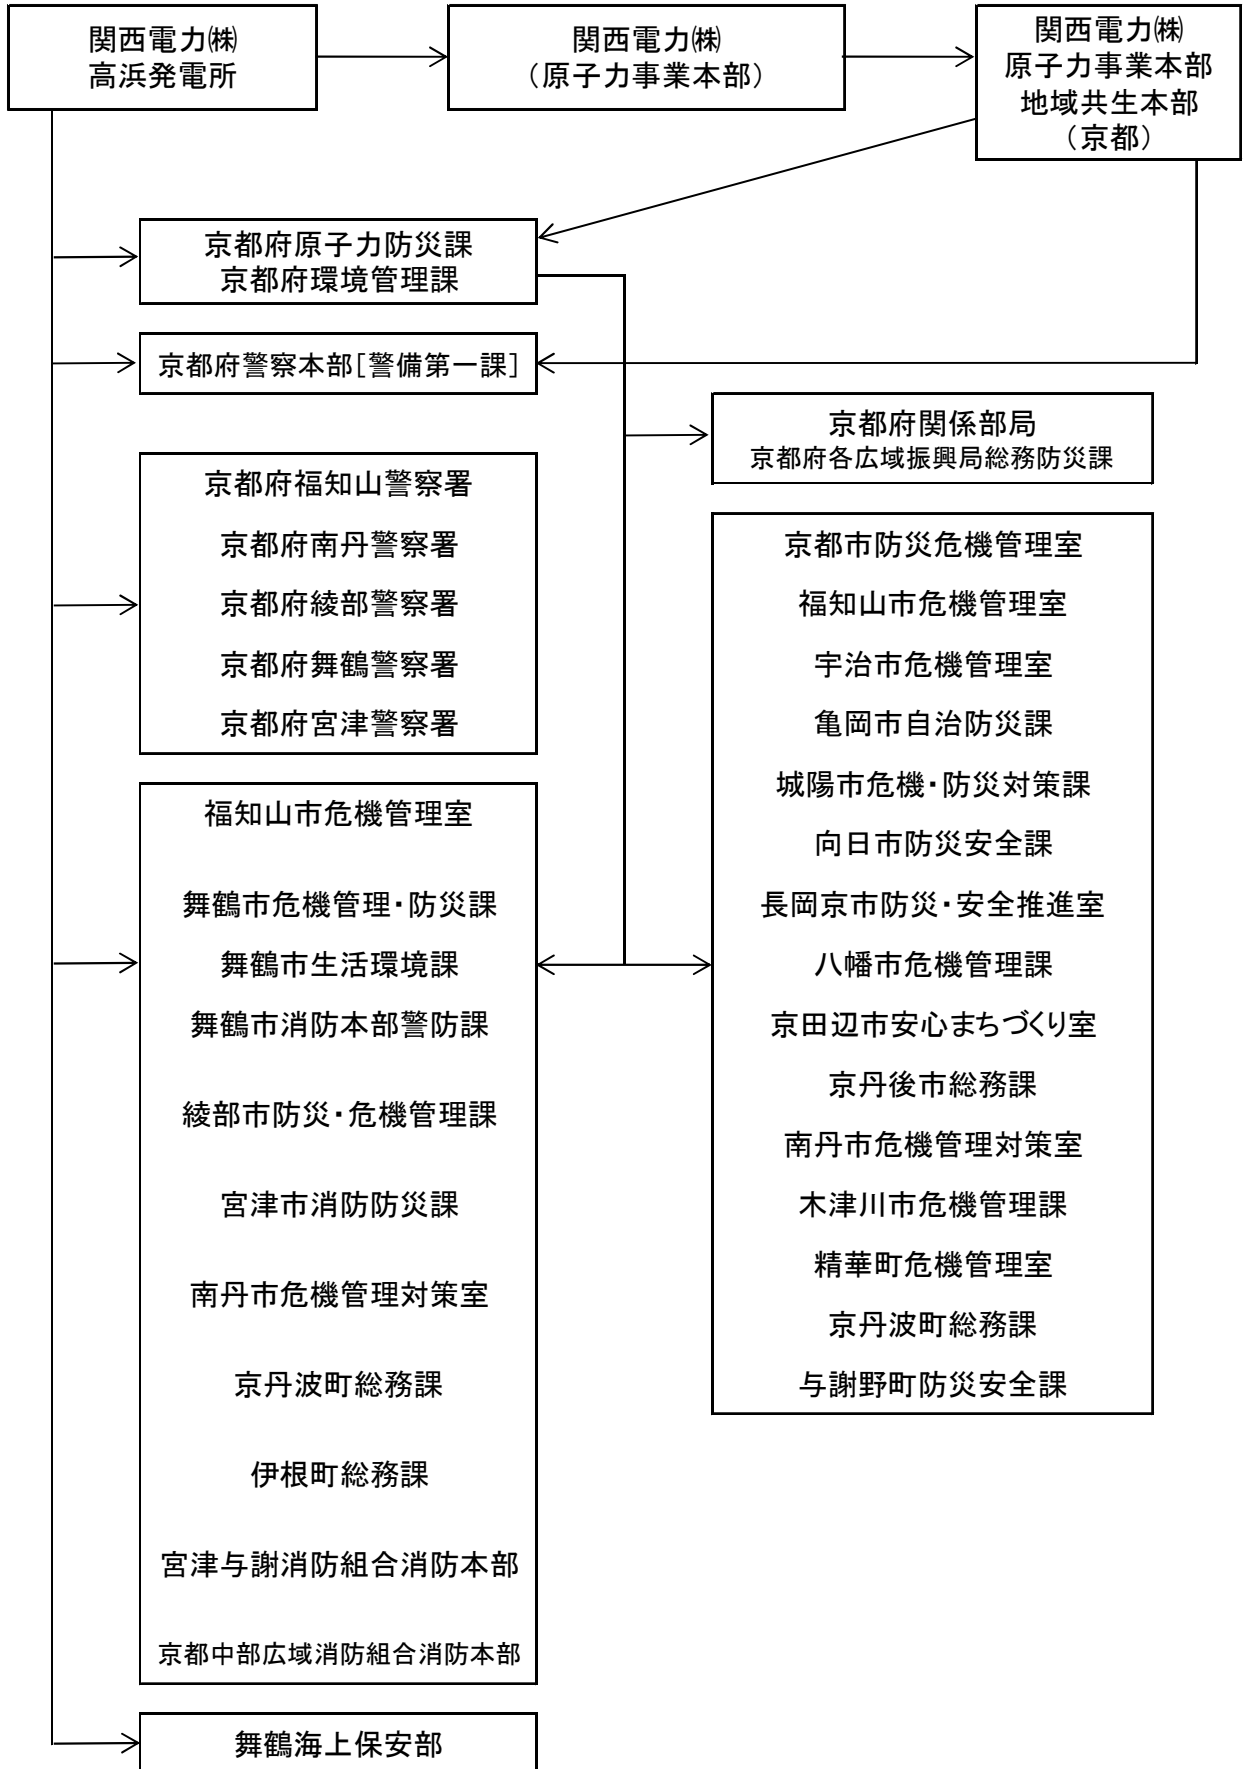 関西電力㈱
高浜発電所
関西電力㈱
（原子力事業本部）
関西電力㈱
原子力事業本部
地域共生本部
（京都）
京都府原子力防災課
京都府環境管理課
京都府警察本部［警備第一課］
京都府関係部局
京都府各広域振興局総務防災課
京都府福知山警察署
京都府南丹警察署
京都府綾部警察署
京都府舞鶴警察署
京都府宮津警察署
福知山市危機管理室
舞鶴市危機管理・防災課
舞鶴市生活環境課
舞鶴市消防本部警防課
綾部市防災・危機管理課
宮津市消防防災課
南丹市危機管理対策室
京丹波町総務課
伊根町総務課
宮津与謝消防組合消防本部
京都中部広域消防組合消防本部
京都市防災危機管理室
福知山市危機管理室
宇治市危機管理室
亀岡市自治防災課
城陽市危機・防災対策課
向日市防災安全課
長岡京市防災・安全推進室
八幡市危機管理課
京田辺市安心まちづくり室
京丹後市総務課
南丹市危機管理対策室
木津川市危機管理課
精華町危機管理室
京丹波町総務課
与謝野町防災安全課
舞鶴海上保安部